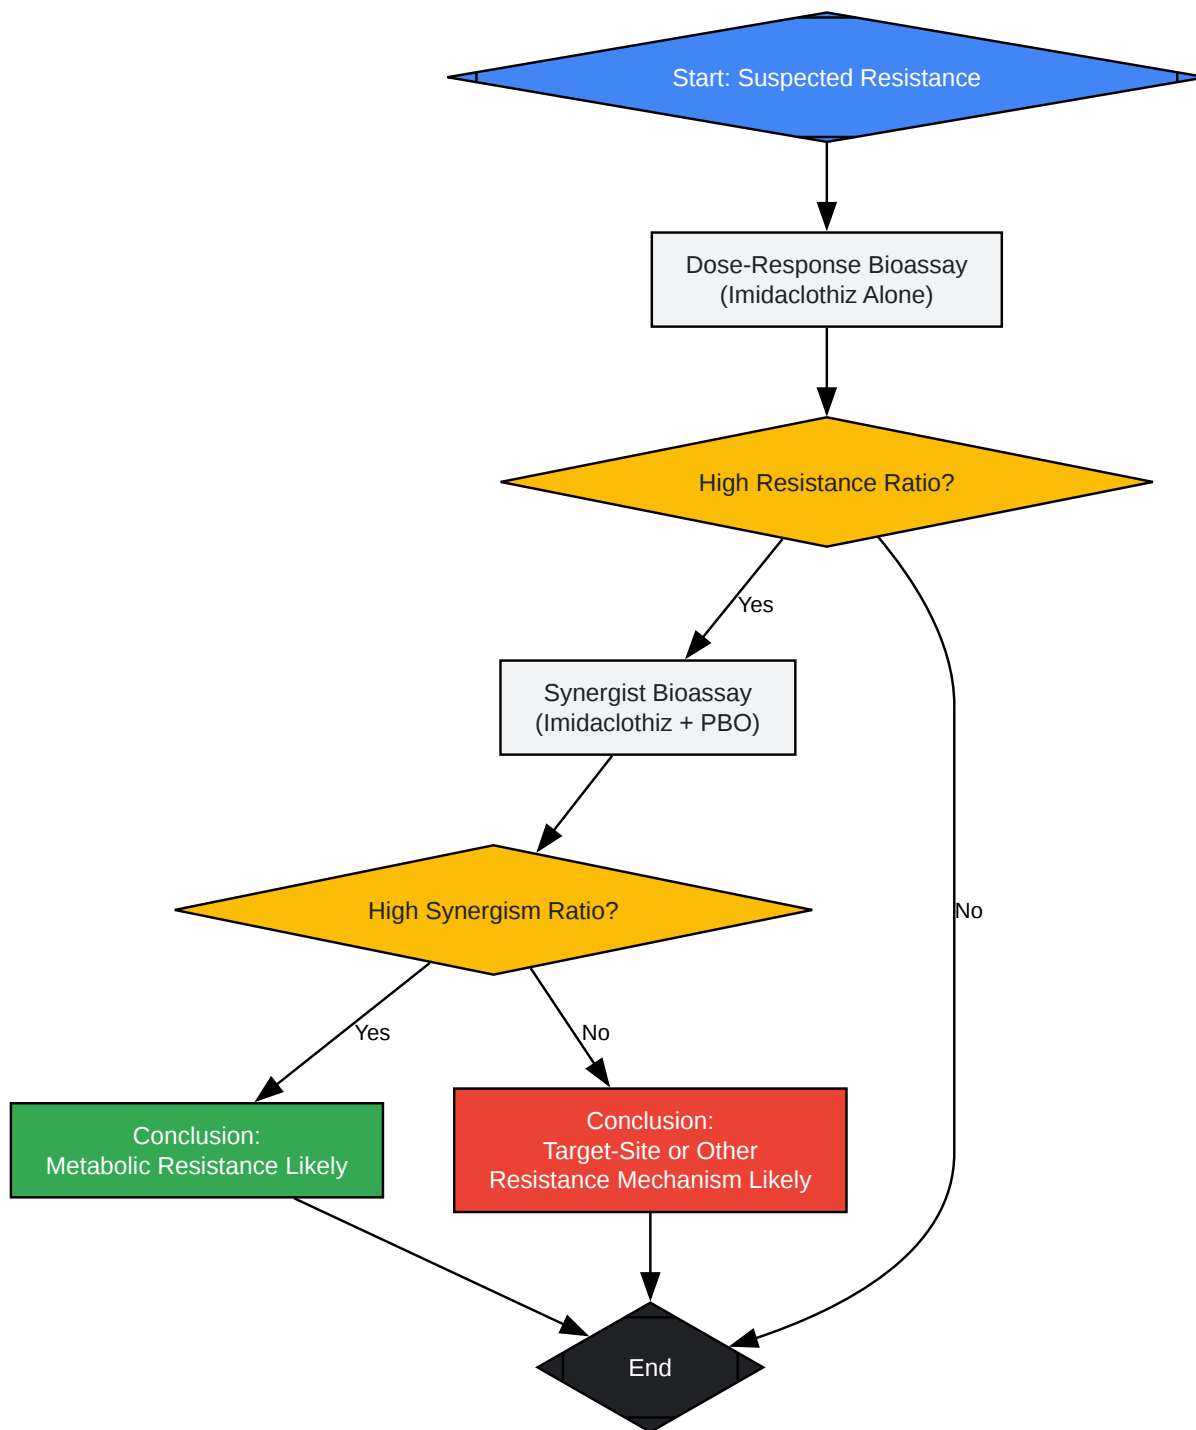 Start: Suspected Resistance
Dose-Response Bioassay
(Imidaclothiz Alone)
High Resistance Ratio?
Yes
Synergist Bioassay
(Imidaclothiz + PBO)
High Synergism Ratio?
No
Yes
No
Conclusion:
Metabolic Resistance Likely
Conclusion:
Target-Site or Other
Resistance Mechanism Likely
End